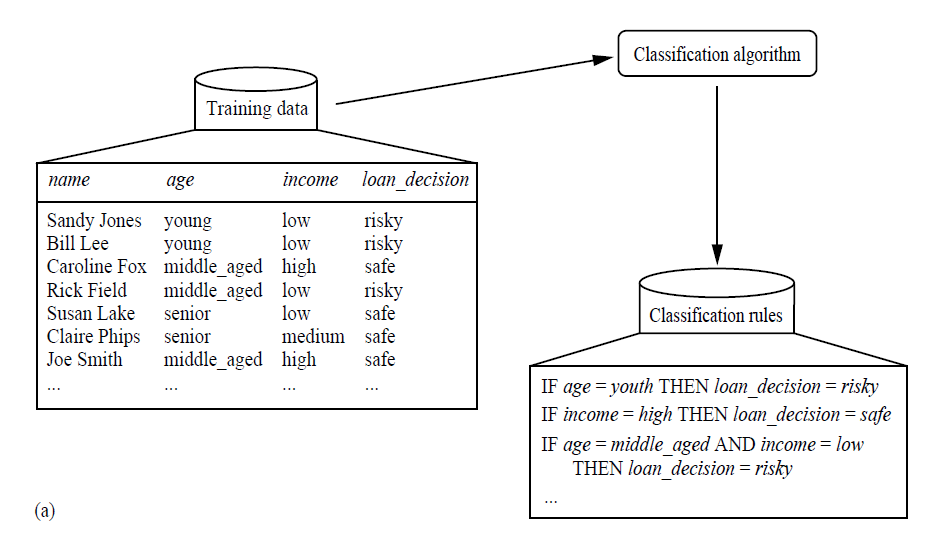 Classification algorithm
Training data
name age income loan_decision
Sandy Jones young low risky
Bill Lee young low risky
Caroline Fox middle_aged high safe
Rick Field middle_aged low risky
Susan Lake senior low safe
Claire Phips senior medium safe
Joe Smith middle_aged high safe
... ... ... ...
Classification rules
IF age = youth THEN loan_decision = risky
IF income = high THEN loan_decision = safe
IF age = middle_aged AND income = low
THEN loan_decision = risky
...
(a)